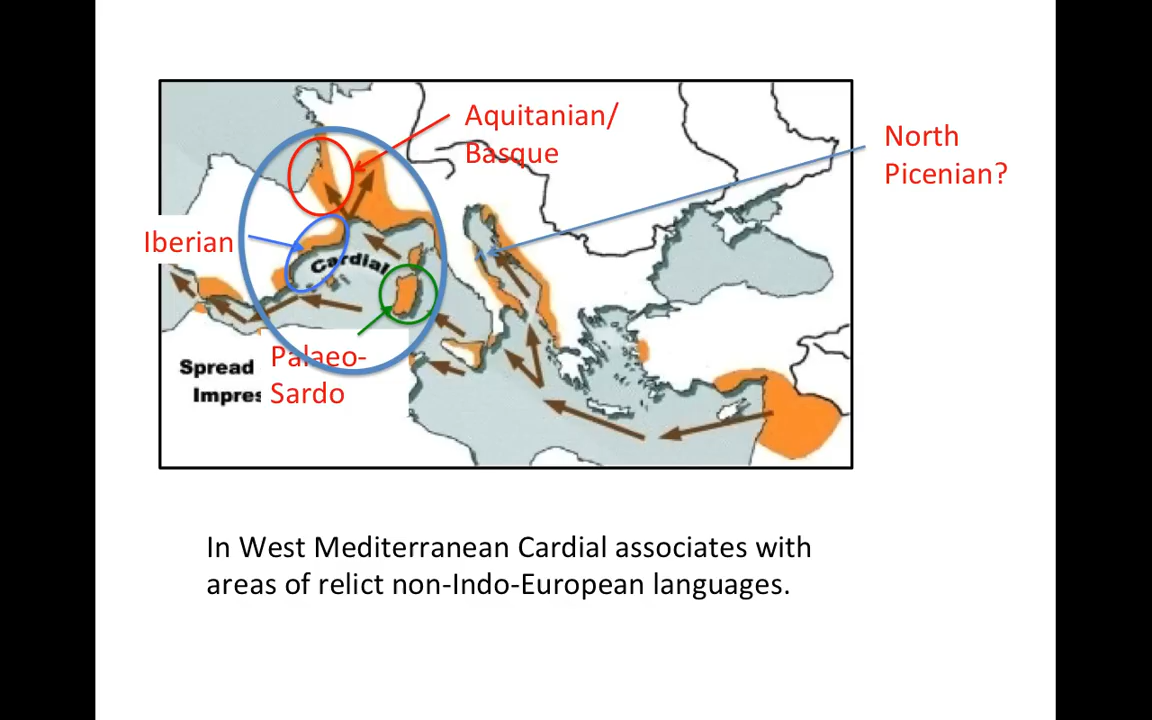 Aquitanian/
Basque
North
Picenian?
Iberian
Cardial
Palaeo-
Sardo
Spread
Impres
In West Mediterranean Cardial associates with
areas of relict non-Indo-European languages.